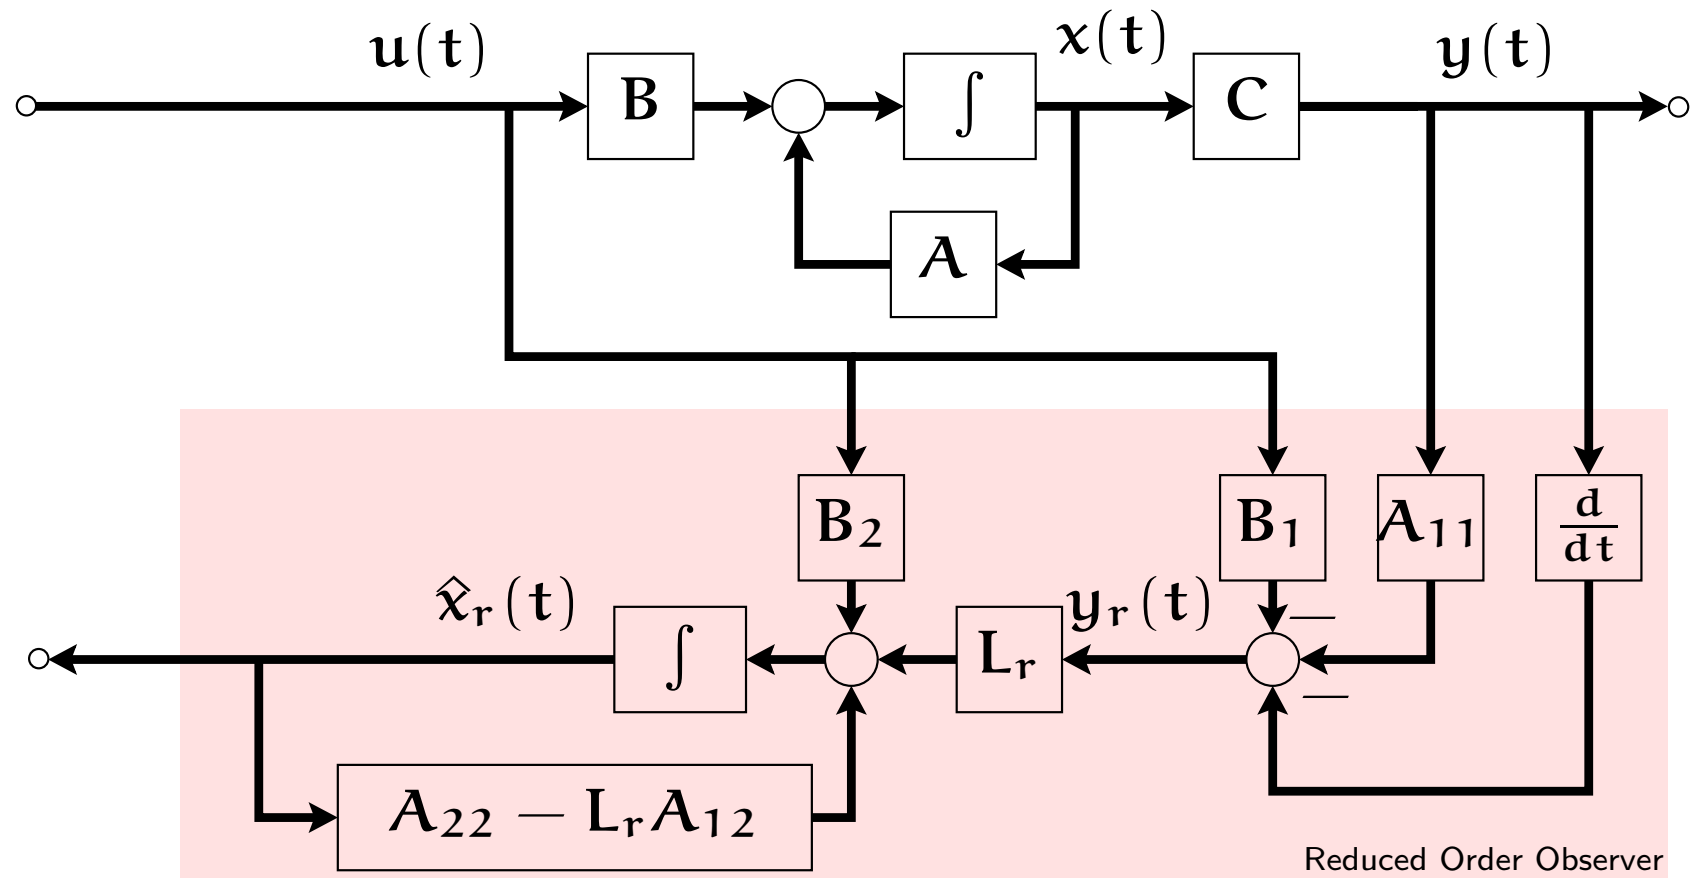 u(t)
B
∫
x(t)
C
y(t)
A
B₂
B₁
A₁₁
d/dt
x̂ᵣ(t)
∫
Lᵣ
yᵣ(t)
−
−
A₂₂ − LᵣA₁₂
Reduced Order Observer